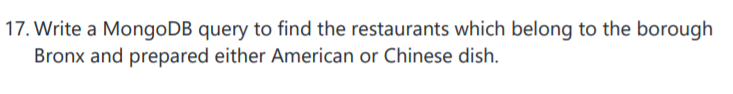 17. Write a MongoDB query to find the restaurants which belong to the borough
Bronx and prepared either American or Chinese dish.